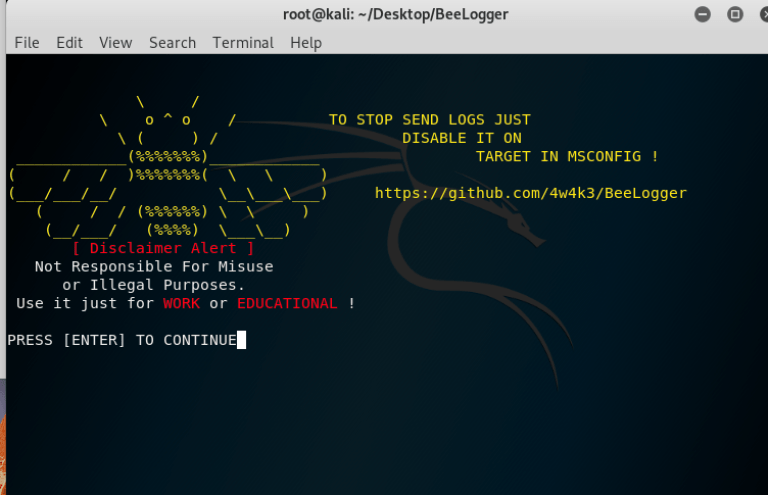 root@kali: ~/Desktop/BeeLogger
File Edit View Search Terminal Help
\ /
\ o ^ o / TO STOP SEND LOGS JUST
\ ( ) / DISABLE IT ON
____________(%%%%%%%)____________ TARGET IN MSCONFIG !
( / / )%%%%%%%( \ \ )
(___/___/__/ \__\___\___) https://github.com/4w4k3/BeeLogger
( / / (%%%%%%%) \ \ )
(__/___/ (%%%%) \___\__)
[ Disclaimer Alert ]
Not Responsible For Misuse
or Illegal Purposes.
Use it just for WORK or EDUCATIONAL !
PRESS [ENTER] TO CONTINUE